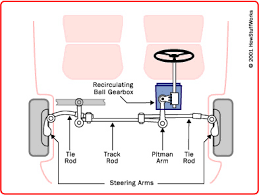 © 2001 HowStuffWorks
Recirculating
Ball Gearbox
Tie
Rod
Track
Rod
Pitman
Arm
Tie
Rod
Steering Arms